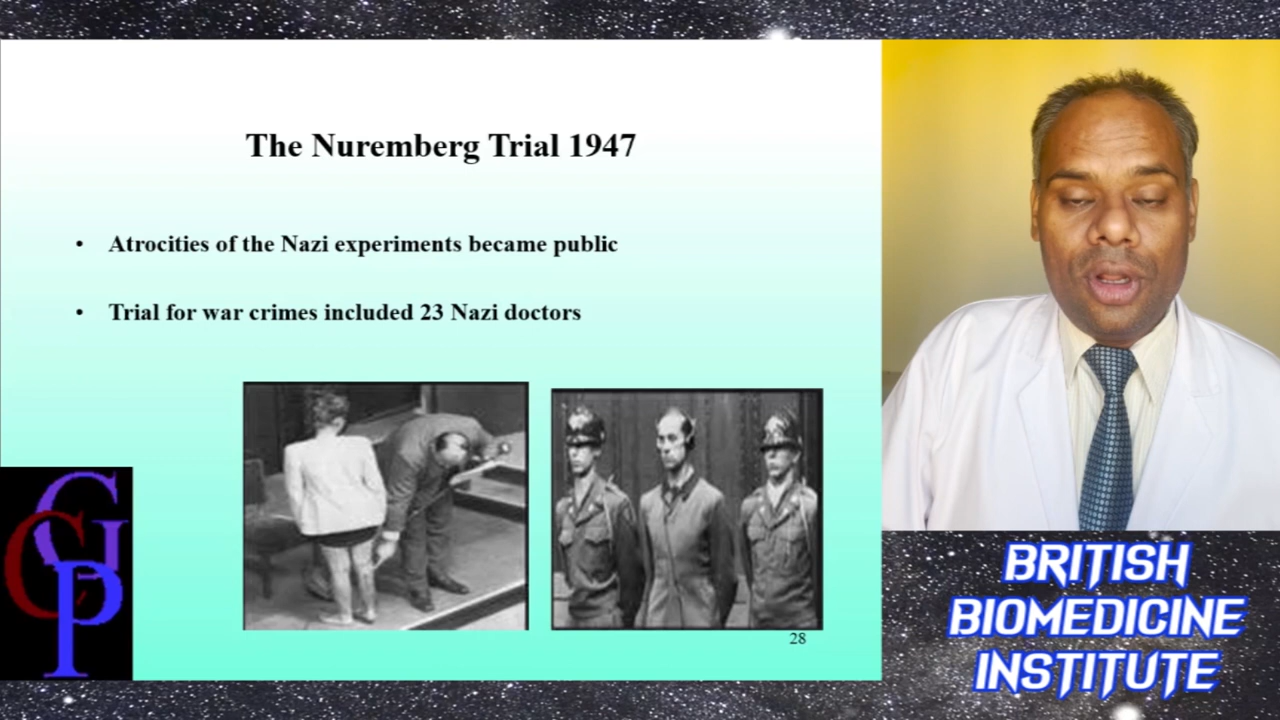 The Nuremberg Trial 1947
• Atrocities of the Nazi experiments became public
• Trial for war crimes included 23 Nazi doctors
28
GCP
BRITISH
BIOMEDICINE
INSTITUTE